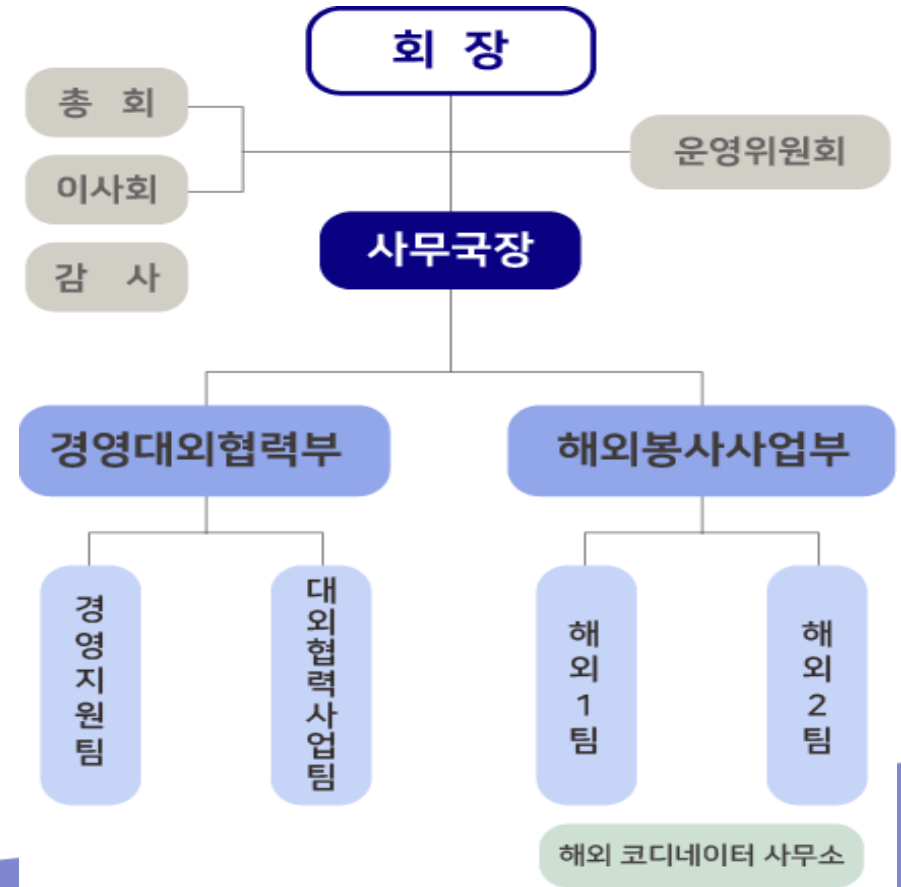 회 장
총 회
이사회
감 사
운영위원회
사무국장
경영대외협력부
해외봉사사업부
경영지원팀
대외협력사업팀
해외1팀
해외2팀
해외 코디네이터 사무소